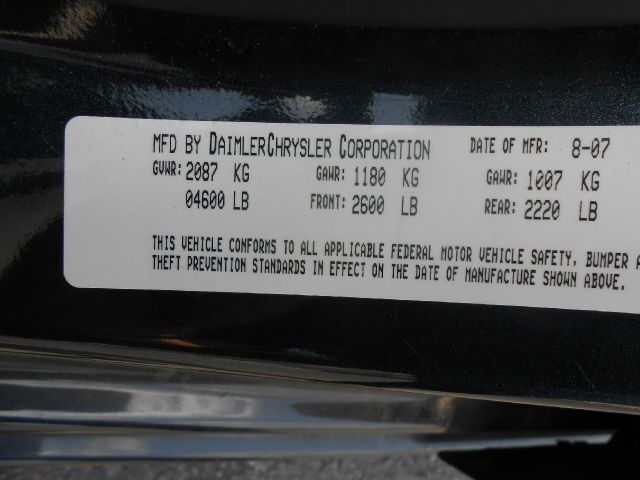 MFD BY DAIMLERCHRYSLER CORPORATION DATE OF MFR: 8-07
GVWR: 2087 KG GAWR: 1180 KG GAWR: 1007 KG
04600 LB FRONT: 2600 LB REAR: 2220 LB
THIS VEHICLE CONFORMS TO ALL APPLICABLE FEDERAL MOTOR VEHICLE SAFETY, BUMPER A
THEFT PREVENTION STANDARDS IN EFFECT ON THE DATE OF MANUFACTURE SHOWN ABOVE.